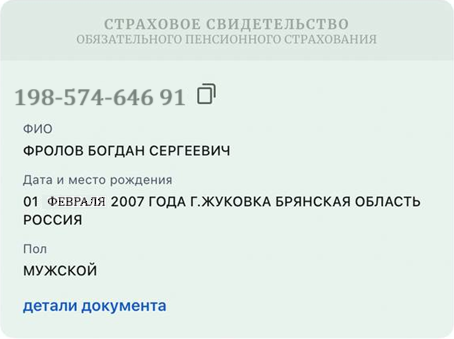 СТРАХОВОЕ СВИДЕТЕЛЬСТВО
ОБЯЗАТЕЛЬНОГО ПЕНСИОННОГО СТРАХОВАНИЯ
198-574-646 91
ФИО
ФРОЛОВ БОГДАН СЕРГЕЕВИЧ
Дата и место рождения
01 ФЕВРАЛЯ 2007 ГОДА Г.ЖУКОВКА БРЯНСКАЯ ОБЛАСТЬ
РОССИЯ
Пол
МУЖСКОЙ
детали документа